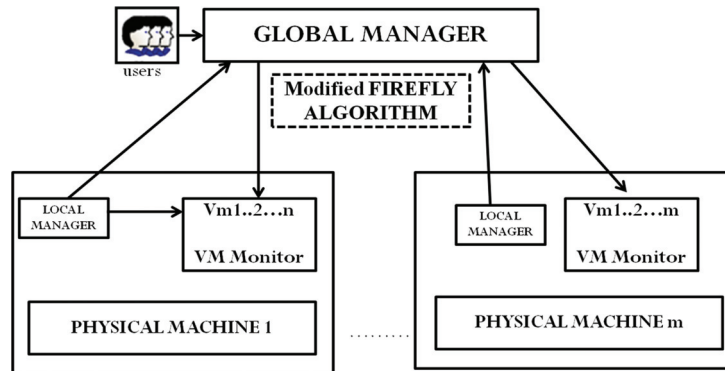 GLOBAL MANAGER
users
Modified FIREFLY
ALGORITHM
LOCAL
MANAGER
Vm1..2...n
VM Monitor
PHYSICAL MACHINE 1
.........
LOCAL
MANAGER
Vm1..2...m
VM Monitor
PHYSICAL MACHINE m